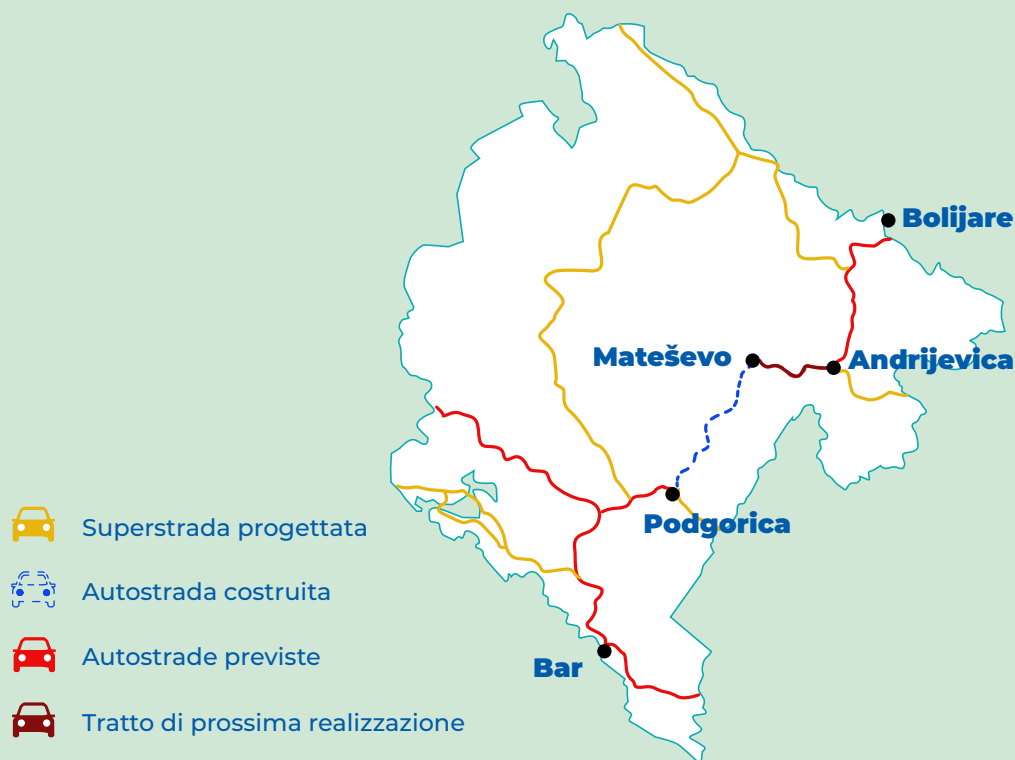 Bolijare
Mateševo
Andrijevica
Podgorica
Bar
Superstrada progettata
Autostrada costruita
Autostrade previste
Tratto di prossima realizzazione